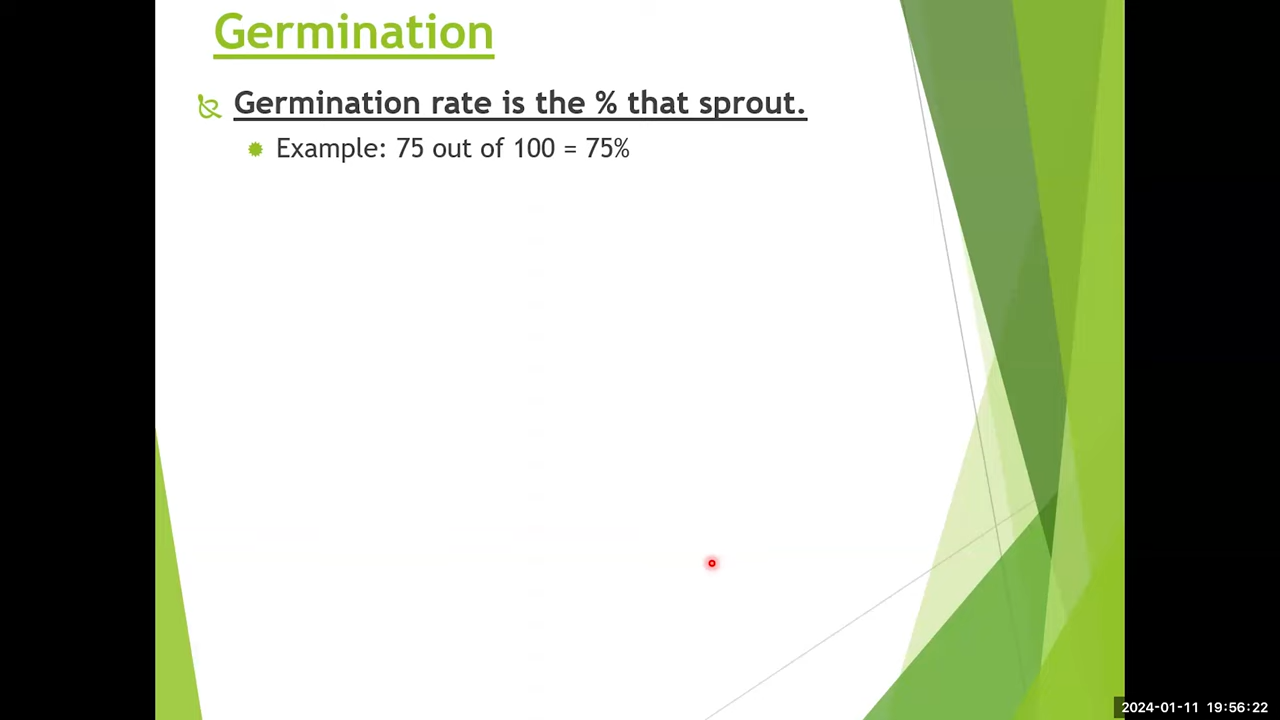 Germination
Germination rate is the % that sprout.
Example: 75 out of 100 = 75%
2024-01-11 19:56:22